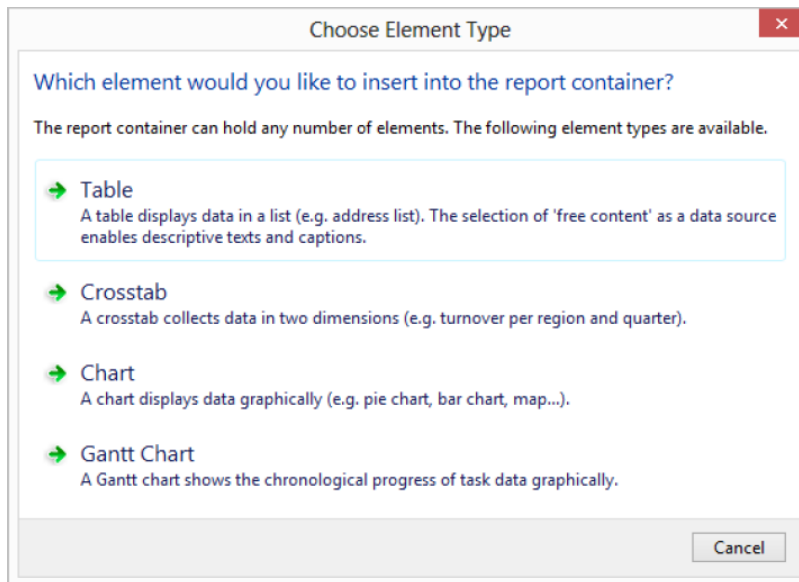 Choose Element Type
Which element would you like to insert into the report container?
The report container can hold any number of elements. The following element types are available.
Table
A table displays data in a list (e.g. address list). The selection of 'free content' as a data source
enables descriptive texts and captions.
Crosstab
A crosstab collects data in two dimensions (e.g. turnover per region and quarter).
Chart
A chart displays data graphically (e.g. pie chart, bar chart, map...).
Gantt Chart
A Gantt chart shows the chronological progress of task data graphically.
Cancel